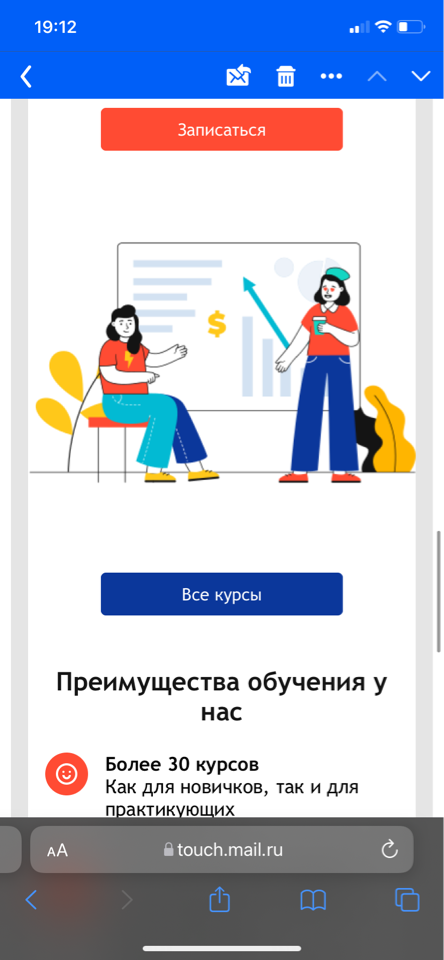 19:12
Записаться
$
Все курсы
Преимущества обучения у
нас
Более 30 курсов
Как для новичков, так и для
практикующих
AA
touch.mail.ru